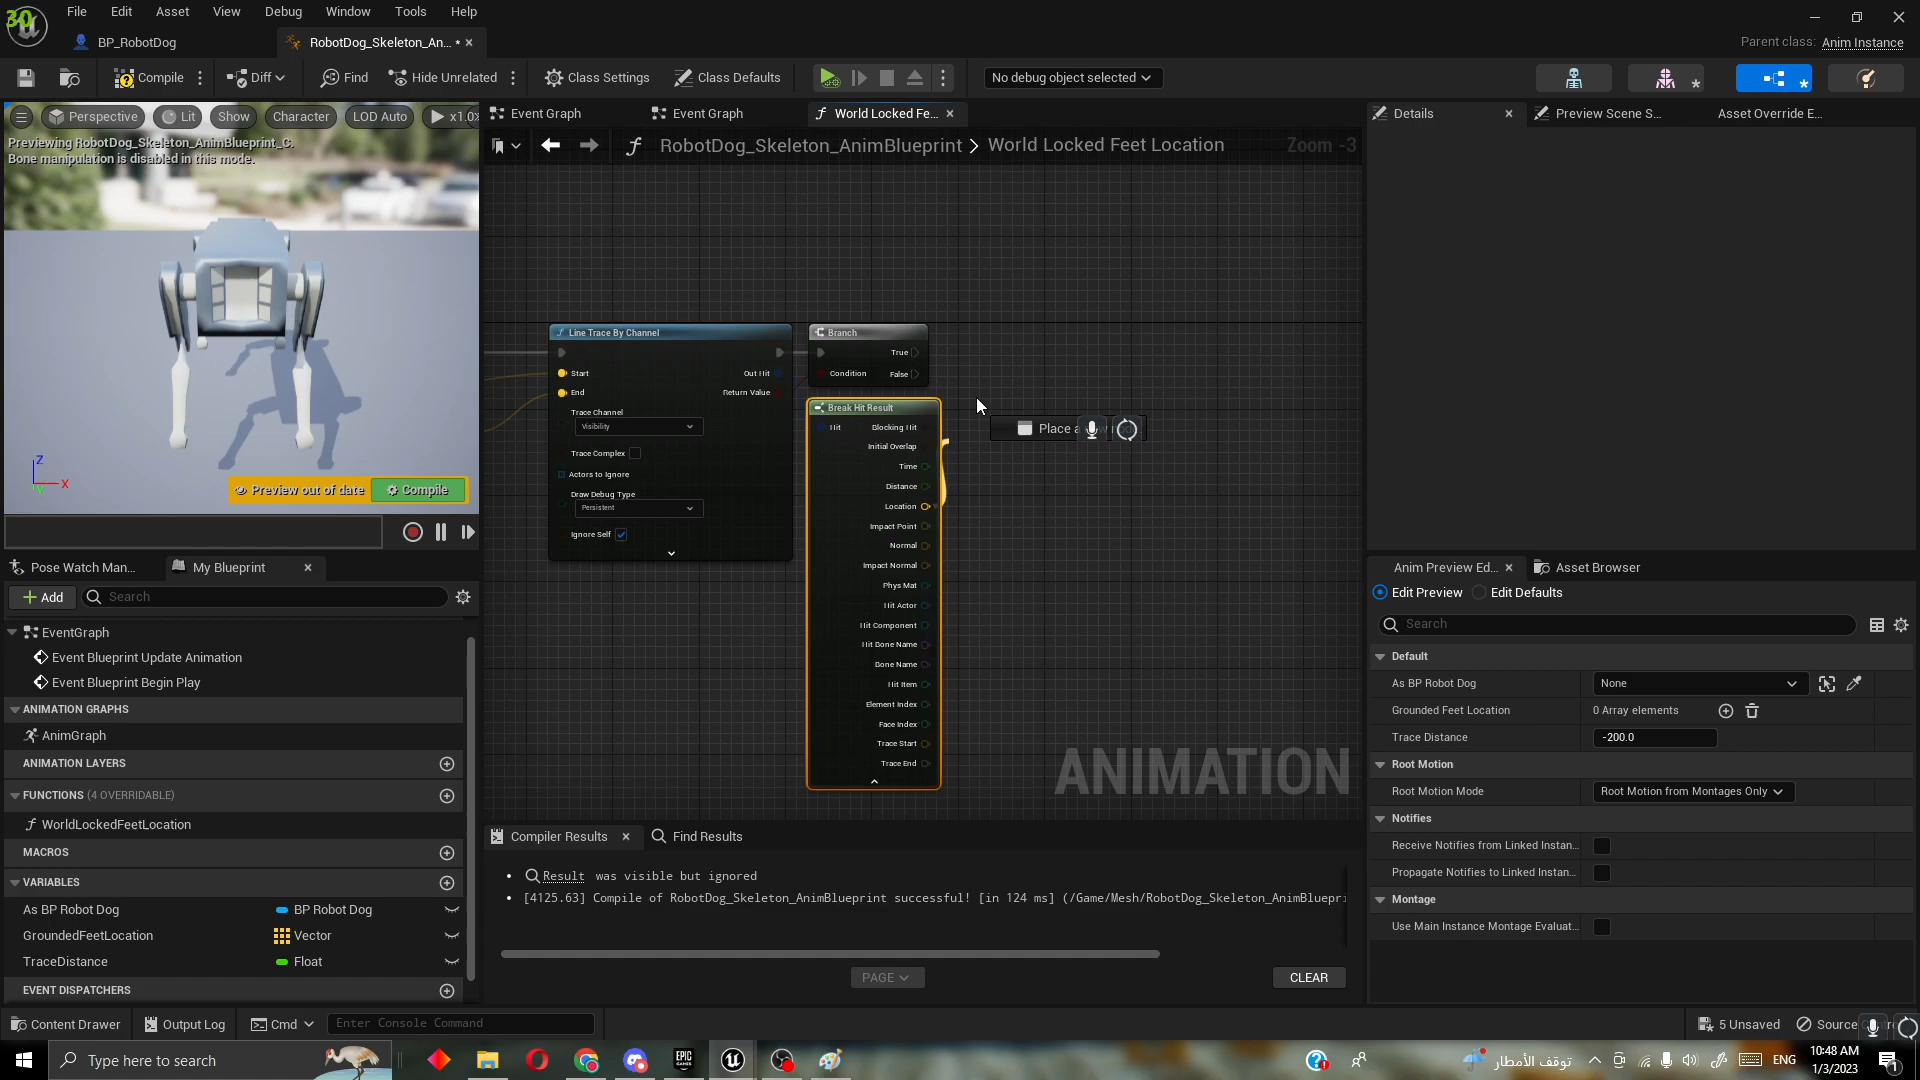 30
File Edit Asset View Debug Window Tools Help
BP_RobotDog
RobotDog_Skeleton_An... *
Parent class: Anim Instance
Compile
Diff
Find
Hide Unrelated
Class Settings
Class Defaults
No debug object selected
Perspective Lit Show Character LOD Auto x1.0
Previewing RobotDog_Skeleton_AnimBlueprint_C.
Bone manipulation is disabled in this mode.
Z
X
Y
Preview out of date
Compile
Event Graph
Event Graph
World Locked Fe...
RobotDog_Skeleton_AnimBlueprint > World Locked Feet Location
Zoom -3
Line Trace By Channel
Start
Out Hit
End
Return Value
Trace Channel
Visibility
Trace Complex
Actors to Ignore
Draw Debug Type
Persistent
Ignore Self
Branch
True
Condition
False
Break Hit Result
Hit
Blocking Hit
Initial Overlap
Time
Distance
Location
Impact Point
Normal
Impact Normal
Phys Mat
Hit Actor
Hit Component
Hit Bone Name
Bone Name
Hit Item
Element Index
Face Index
Trace Start
Trace End
Place a
ANIMATION
Pose Watch Man...
My Blueprint
Add
Search
EventGraph
Event Blueprint Update Animation
Event Blueprint Begin Play
ANIMATION GRAPHS
AnimGraph
ANIMATION LAYERS
FUNCTIONS (4 OVERRIDABLE)
WorldLockedFeetLocation
MACROS
VARIABLES
As BP Robot Dog
BP Robot Dog
GroundedFeetLocation
Vector
TraceDistance
Float
EVENT DISPATCHERS
Compiler Results
Find Results
Result was visible but ignored
[4125.63] Compile of RobotDog_Skeleton_AnimBlueprint successful! [in 124 ms] (/Game/Mesh/RobotDog_Skeleton_AnimBluepri
PAGE
CLEAR
Details
Preview Scene S...
Asset Override E...
Anim Preview Ed...
Asset Browser
Edit Preview
Edit Defaults
Search
Default
As BP Robot Dog
None
Grounded Feet Location
0 Array elements
Trace Distance
-200.0
Root Motion
Root Motion Mode
Root Motion from Montages Only
Notifies
Receive Notifies from Linked Instan...
Propagate Notifies to Linked Instan...
Montage
Use Main Instance Montage Evaluat...
Content Drawer
Output Log
Cmd
Enter Console Command
5 Unsaved
Source
Type here to search
EPIC GAMES
توقف الأمطار
ENG
10:48 AM
1/3/2023
1